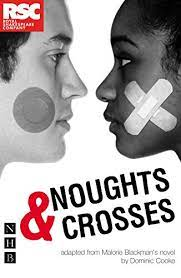 RSC
ROYAL
SHAKESPEARE
COMPANY
NOUGHTS
& CROSSES
adapted from Malorie Blackman's novel
by Dominic Cooke
NHB